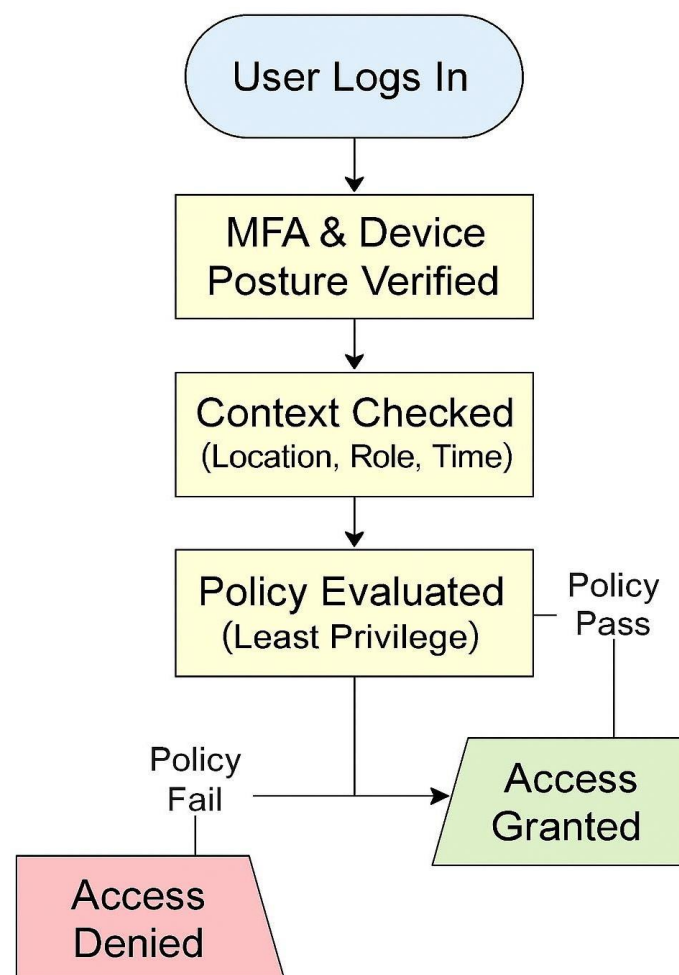 User Logs In
MFA & Device
Posture Verified
Context Checked
(Location, Role, Time)
Policy Evaluated
(Least Privilege)
Policy
Pass
Policy
Fail
Access
Granted
Access
Denied